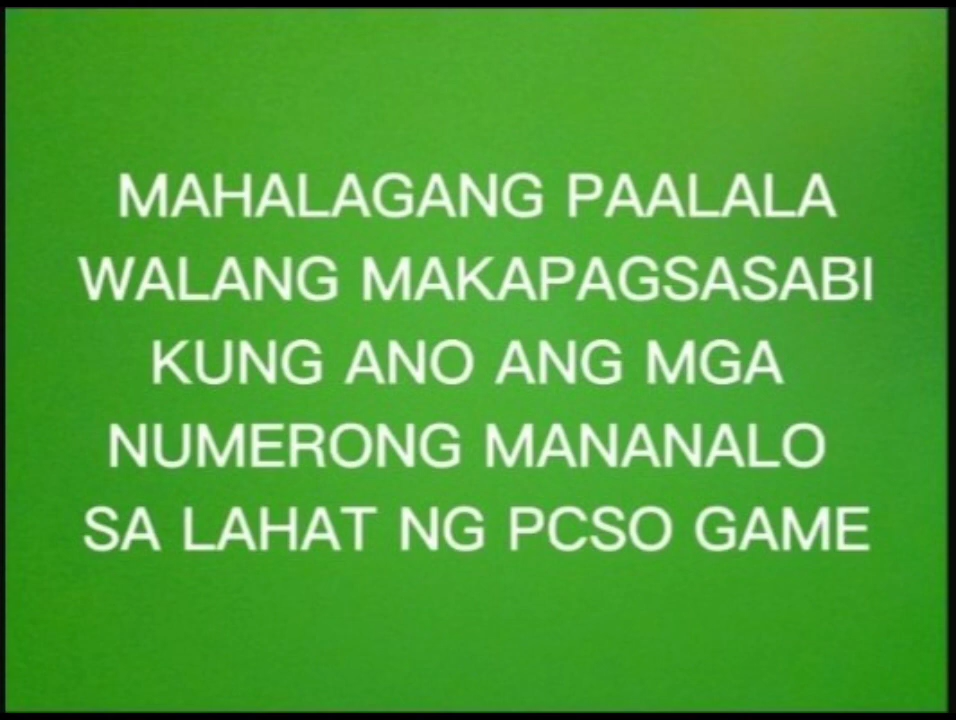 MAHALAGANG PAALALA
WALANG MAKAPAGSASABI
KUNG ANO ANG MGA
NUMERONG MANANALO
SA LAHAT NG PCSO GAME